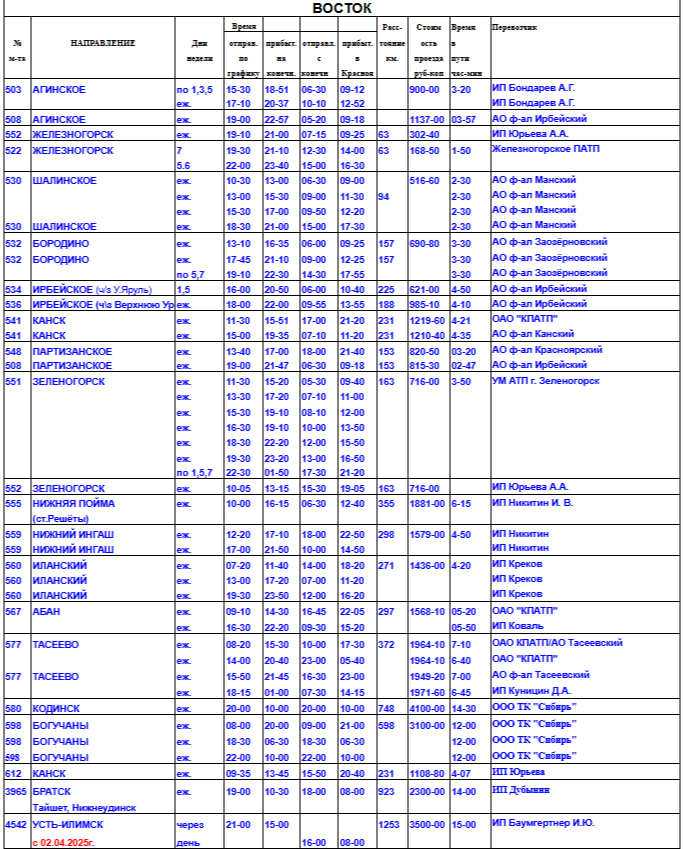 ВОСТОК
№ м-та НАПРАВЛЕНИЕ Дни недели Время отправ. по графику прибыт. на конечн. отправл. с конечн прибыт. в Красноя Расс-тояние км. Стоим ость проезда руб-коп Время в пути час-мин Перевозчик
503 АГИНСКОЕ по 1,3,5 15-30 18-51 06-30 09-12 900-00 3-20 ИП Бондарев А.Г.
еж. 17-10 20-37 10-10 12-52 ИП Бондарев А.Г.
508 АГИНСКОЕ еж. 19-00 22-57 05-20 09-18 1137-00 03-57 АО ф-ал Ирбейский
552 ЖЕЛЕЗНОГОРСК еж. 19-10 21-00 07-15 09-25 63 302-40 ИП Юрьева А.А.
522 ЖЕЛЕЗНОГОРСК 7 19-30 21-10 12-30 14-00 63 168-50 1-50 Железногорское ПАТП
5.6 22-00 23-40 15-00 16-30
530 ШАЛИНСКОЕ еж. 10-30 13-00 06-30 09-00 516-60 2-30 АО ф-ал Манский
еж. 13-00 15-30 09-00 11-30 94 2-30 АО ф-ал Манский
еж. 15-30 17-00 09-50 12-20 2-30 АО ф-ал Манский
530 ШАЛИНСКОЕ еж. 18-30 21-00 15-00 17-30 2-30 АО ф-ал Манский
532 БОРОДИНО еж. 13-10 16-35 06-00 09-25 157 690-80 3-30 АО ф-ал Заозёрновский
532 БОРОДИНО еж. 17-45 21-10 09-00 12-25 157 3-30 АО ф-ал Заозёрновский
по 5,7 19-10 22-30 14-30 17-55 3-30 АО ф-ал Заозёрновский
534 ИРБЕЙСКОЕ (ч/з У.Яруль) 1,5 16-00 20-50 06-00 10-40 225 621-00 4-50 АО ф-ал Ирбейский
536 ИРБЕЙСКОЕ (ч\з Верхнюю Ур еж. 18-00 22-00 09-55 13-55 188 985-10 4-10 АО ф-ал Ирбейский
541 КАНСК еж. 11-30 15-51 17-00 21-20 231 1219-60 4-21 ОАО "КПАТП"
541 КАНСК еж. 15-00 19-35 07-10 11-20 231 1210-40 4-35 АО ф-ал Канский
548 ПАРТИЗАНСКОЕ еж. 13-40 17-00 18-00 21-40 153 820-50 03-20 АО ф-ал Красноярский
508 ПАРТИЗАНСКОЕ еж. 19-00 21-47 06-30 09-18 153 815-30 02-47 АО ф-ал Ирбейский
551 ЗЕЛЕНОГОРСК еж. 11-30 15-20 05-30 09-40 163 716-00 3-50 УМ АТП г. Зеленогорск
еж. 13-30 17-20 07-10 11-00
еж. 15-30 19-10 08-10 12-00
еж. 16-30 19-10 10-00 13-50
еж. 18-30 22-20 12-00 15-50
еж. 19-30 23-20 13-00 16-50
по 1,5,7 22-30 01-50 17-30 21-20
552 ЗЕЛЕНОГОРСК еж. 10-05 13-15 15-30 19-05 163 716-00 ИП Юрьева А.А.
555 НИЖНЯЯ ПОЙМА еж. 10-00 16-15 06-30 12-40 355 1881-00 6-15 ИП Никитин И. В.
(ст.Решёты)
559 НИЖНИЙ ИНГАШ еж. 12-20 17-10 18-00 22-50 298 1579-00 4-50 ИП Никитин
559 НИЖНИЙ ИНГАШ еж. 17-00 21-50 10-00 14-50 ИП Никитин
560 ИЛАНСКИЙ еж. 07-20 11-40 14-00 18-20 271 1436-00 4-20 ИП Креков
560 ИЛАНСКИЙ еж. 13-00 17-20 07-00 11-20 ИП Креков
560 ИЛАНСКИЙ еж. 19-30 23-50 12-00 16-20 ИП Креков
567 АБАН еж. 09-10 14-30 16-45 22-05 297 1568-10 05-20 ОАО "КПАТП"
еж. 16-30 22-20 09-30 15-20 05-50 ИП Коваль
577 ТАСЕЕВО еж. 08-20 15-30 10-00 17-30 372 1964-10 7-10 ОАО КПАТП/АО Тасеевский
еж. 14-00 20-40 23-00 05-40 1964-10 6-40 ОАО "КПАТП"
577 ТАСЕЕВО еж. 15-50 21-45 16-30 23-00 1949-20 7-00 АО ф-ал Тасеевский
еж. 18-15 01-00 07-30 14-15 1971-60 6-45 ИП Куницин Д.А.
580 КОДИНСК еж. 20-00 10-00 20-00 10-00 748 4100-00 14-30 ООО ТК "Сибирь"
598 БОГУЧАНЫ еж. 08-00 20-00 09-00 21-00 598 3100-00 12-00 ООО ТК "Сибирь"
598 БОГУЧАНЫ еж. 18-30 06-30 18-30 06-30 12-00 ООО ТК "Сибирь"
598 БОГУЧАНЫ еж. 22-00 10-00 22-00 10-00 12-00 ООО ТК "Сибирь"
612 КАНСК еж. 09-35 13-45 15-50 20-40 231 1108-80 4-07 ИП Юрьева
3965 БРАТСК еж. 19-00 10-30 18-00 08-00 923 2300-00 14-00 ИП Дубынин
Тайшет, Нижнеудинск
4542 УСТЬ-ИЛИМСК через 21-00 15-00 1253 3500-00 15-00 ИП Баумгертнер И.Ю.
с 02.04.2025г. день 16-00 08-00